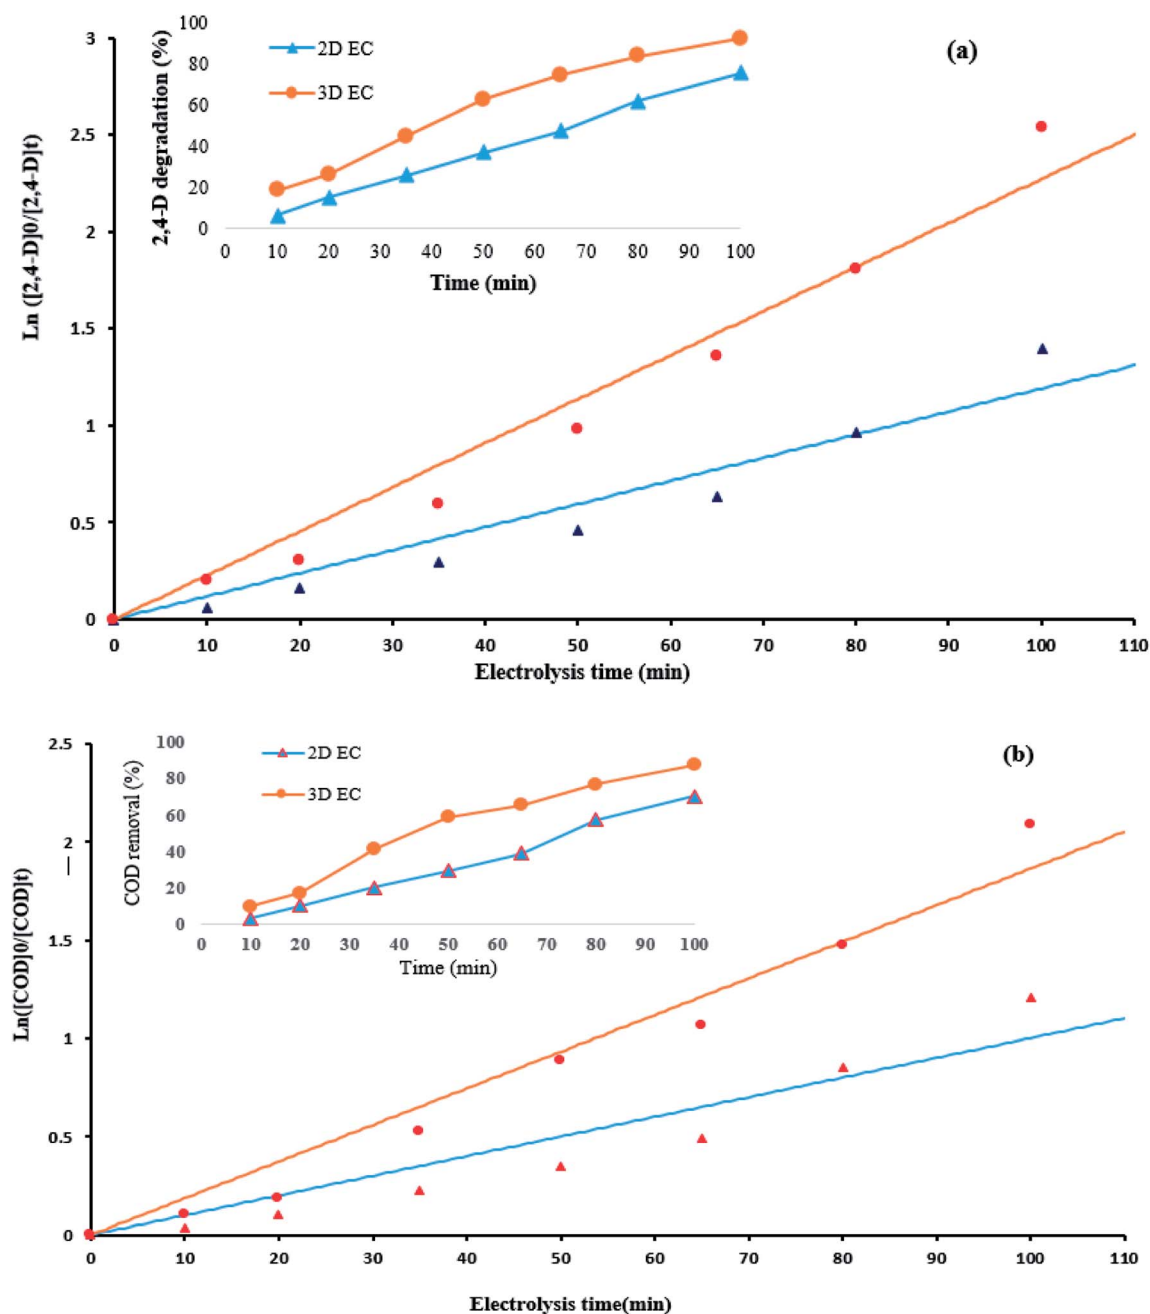 (a)
Ln ([2,4-D]0/[2,4-D]t)
3
2.5
2
1.5
1
0.5
0
0 10 20 30 40 50 60 70 80 90 100 110
Electrolysis time (min)
2,4-D degradation (%)
100
80
60
40
20
0
2D EC
3D EC
0 10 20 30 40 50 60 70 80 90 100
Time (min)
(b)
Ln([COD]0/[COD]t)
2.5
2
1.5
1
0.5
0
0 10 20 30 40 50 60 70 80 90 100 110
Electrolysis time(min)
COD removal (%)
100
80
60
40
20
0
2D EC
3D EC
0 10 20 30 40 50 60 70 80 90 100
Time (min)